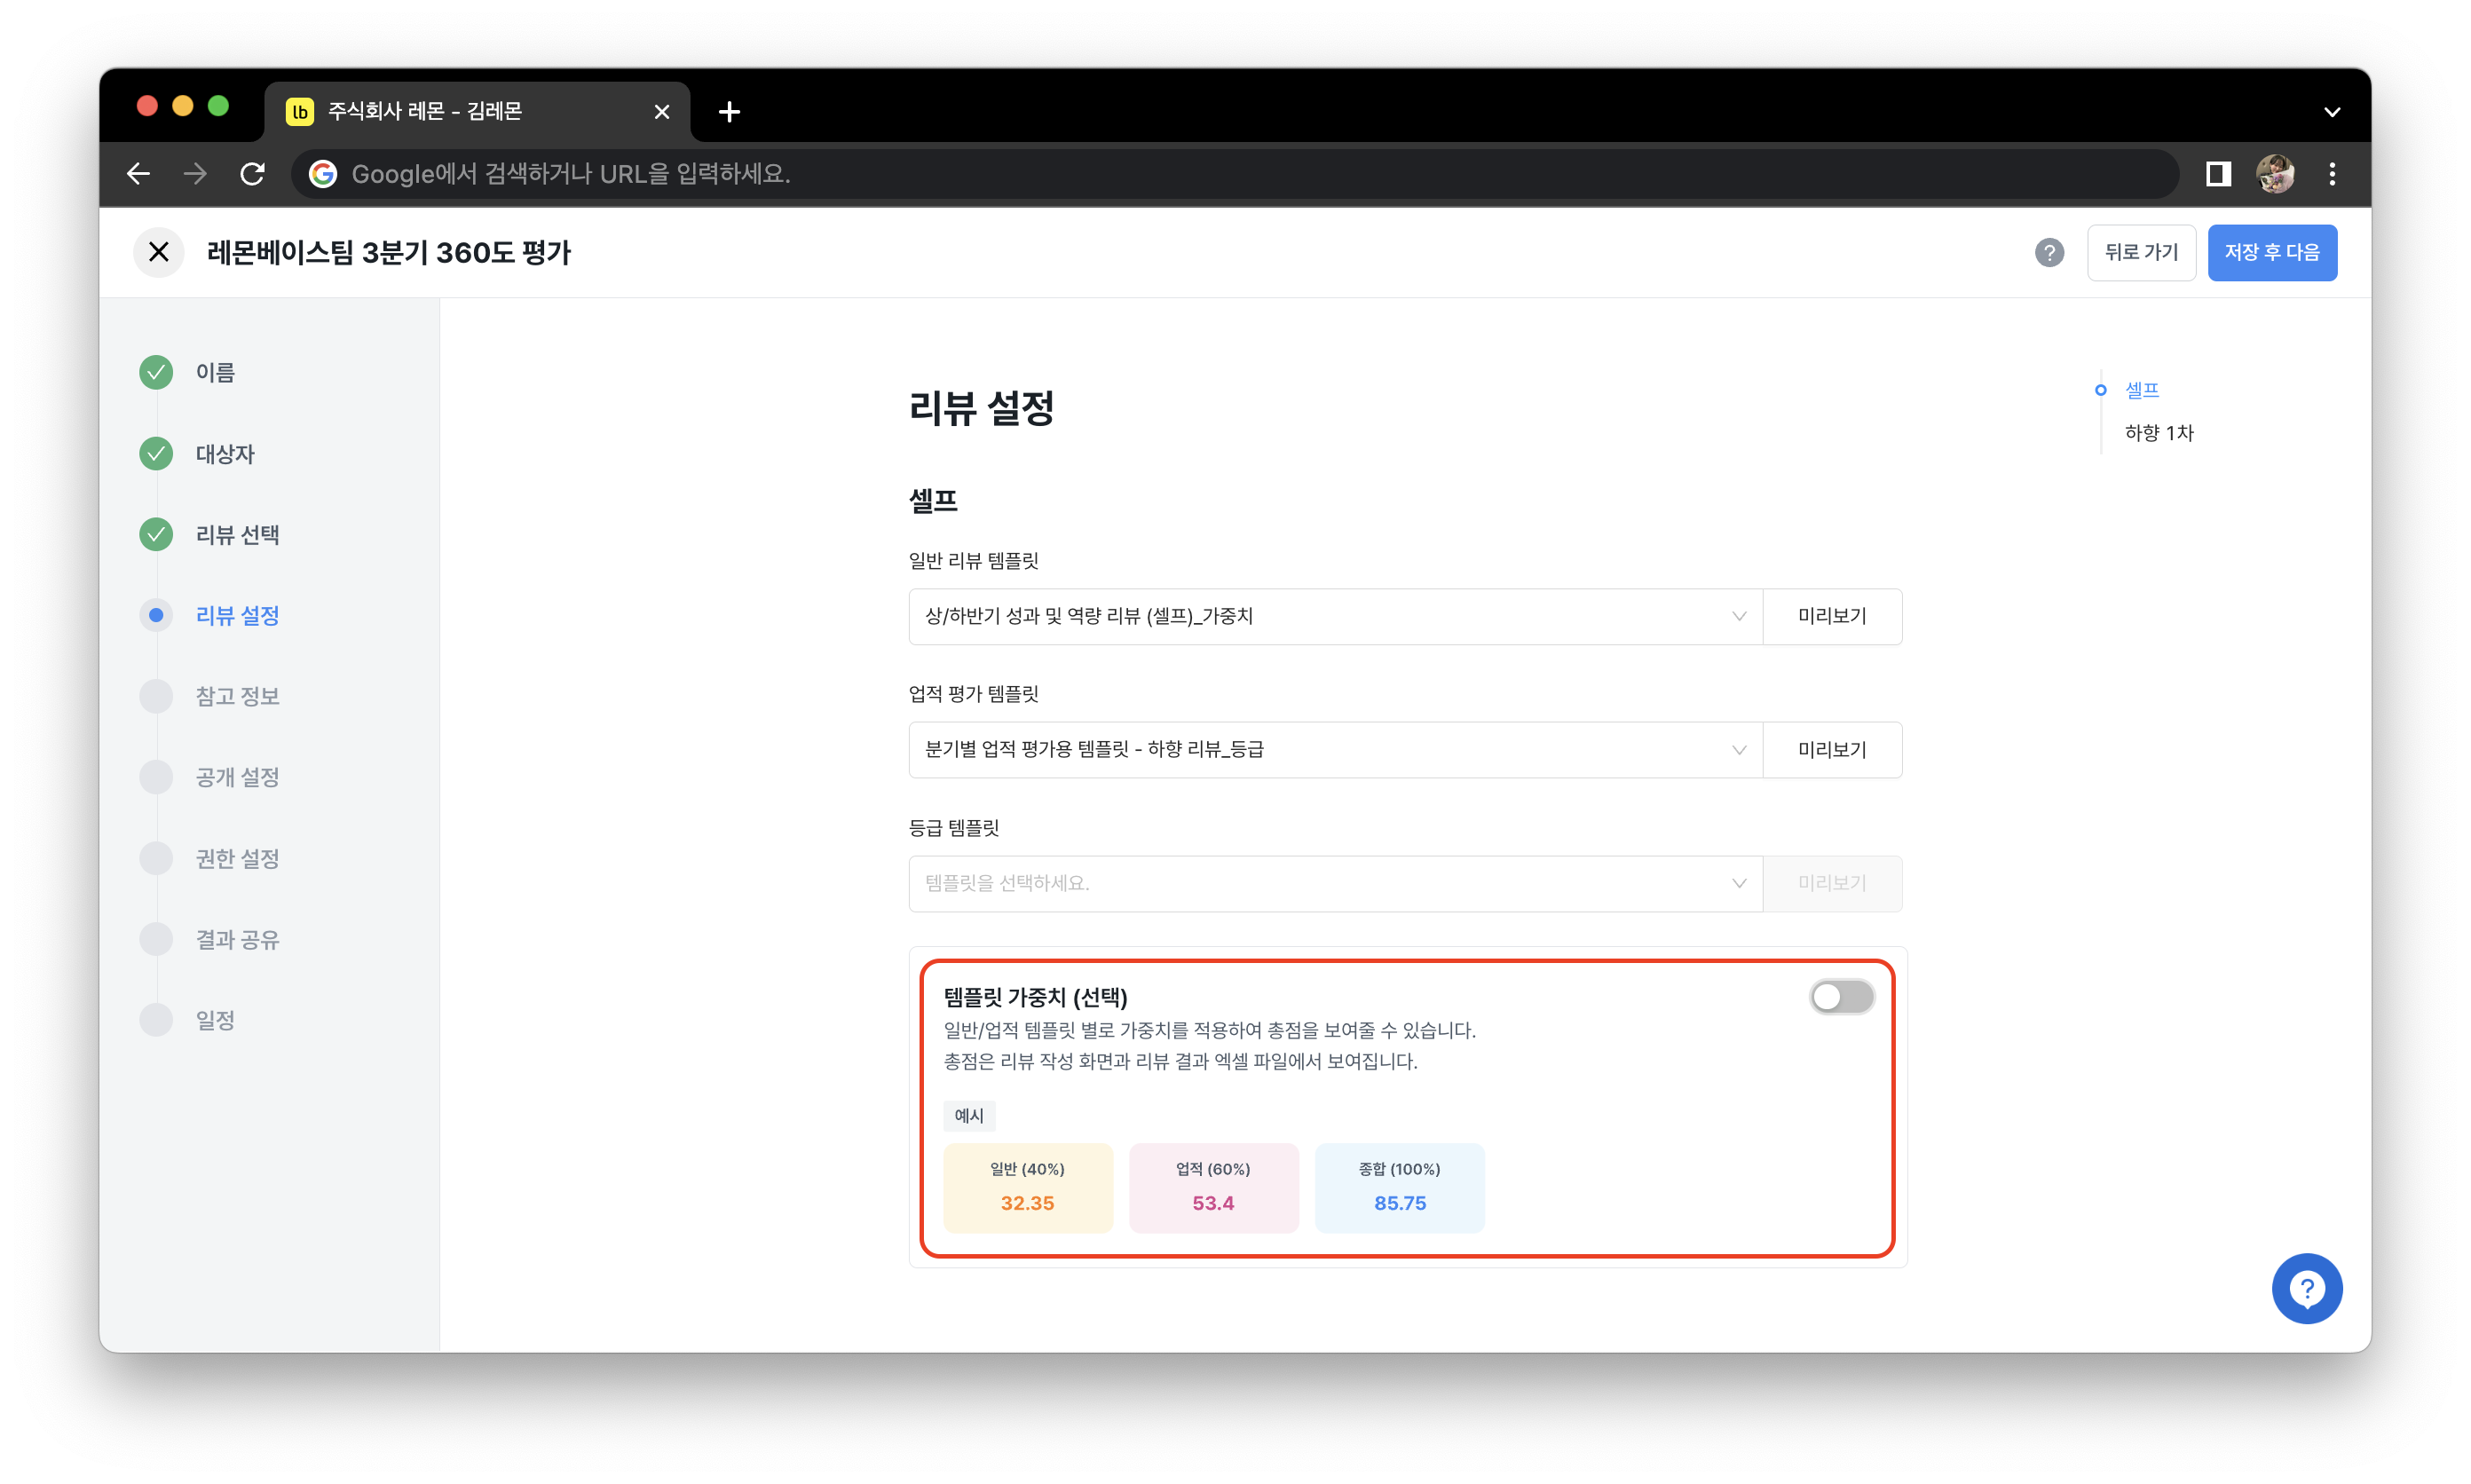 lb 주식회사 레몬 - 김레몬
Google에서 검색하거나 URL을 입력하세요.
레몬베이스팀 3분기 360도 평가
?
뒤로 가기
저장 후 다음
이름
대상자
리뷰 선택
리뷰 설정
참고 정보
공개 설정
권한 설정
결과 공유
일정
리뷰 설정
셀프
일반 리뷰 템플릿
상/하반기 성과 및 역량 리뷰 (셀프)_가중치
미리보기
업적 평가 템플릿
분기별 업적 평가용 템플릿 - 하향 리뷰_등급
미리보기
등급 템플릿
템플릿을 선택하세요.
미리보기
템플릿 가중치 (선택)
일반/업적 템플릿 별로 가중치를 적용하여 총점을 보여줄 수 있습니다.
총점은 리뷰 작성 화면과 리뷰 결과 엑셀 파일에서 보여집니다.
예시
일반 (40%)
32.35
업적 (60%)
53.4
종합 (100%)
85.75
셀프
하향 1차
?